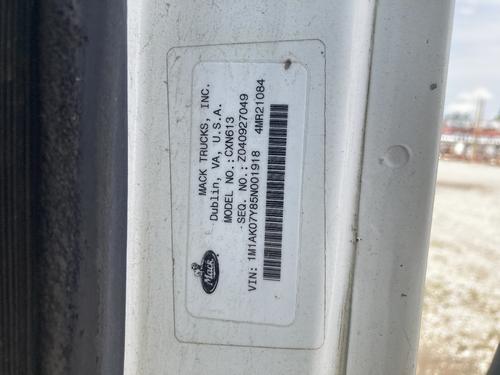 MACK TRUCKS, INC.
Dublin, VA, U.S.A.
MODEL NO.: CXN613
SEQ. NO.: Z040927049
VIN: 1M1AK07Y85N001918 4MR21084
Mack